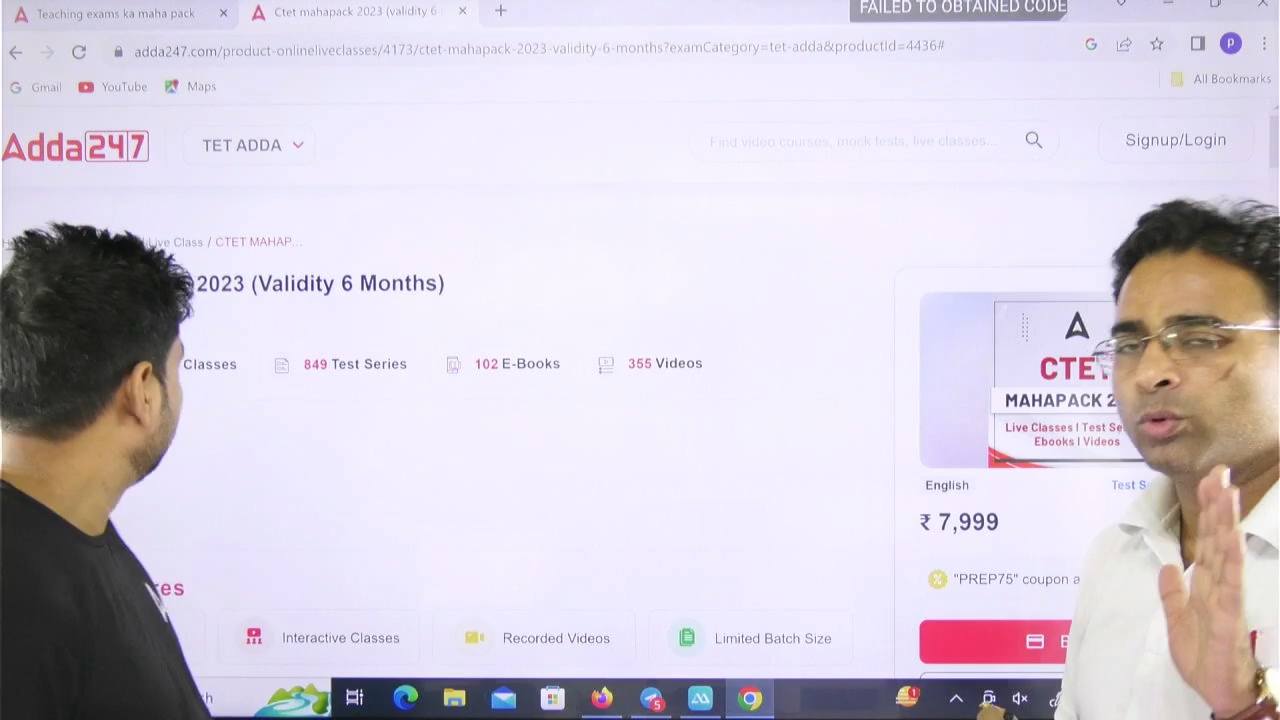 Teaching exams ka maha pack
Ctet mahapack 2023 (validity 6
FAILED TO OBTAINED CODE
adda247.com/product-onlineliveclasses/4173/ctet-mahapack-2023-validity-6-months?examCategory=tet-adda&productId=4436#
P
Gmail
YouTube
Maps
All Bookmarks
Adda247
TET ADDA
Find video courses, mock tests, live classes...
Signup/Login
Live Class / CTET MAHAP...
2023 (Validity 6 Months)
Classes
849 Test Series
102 E-Books
355 Videos
CTET
MAHAPACK 2
Live Classes | Test Se
Ebooks | Videos
English
Test S
₹ 7,999
"PREP75" coupon a
es
Interactive Classes
Recorded Videos
Limited Batch Size
5
1